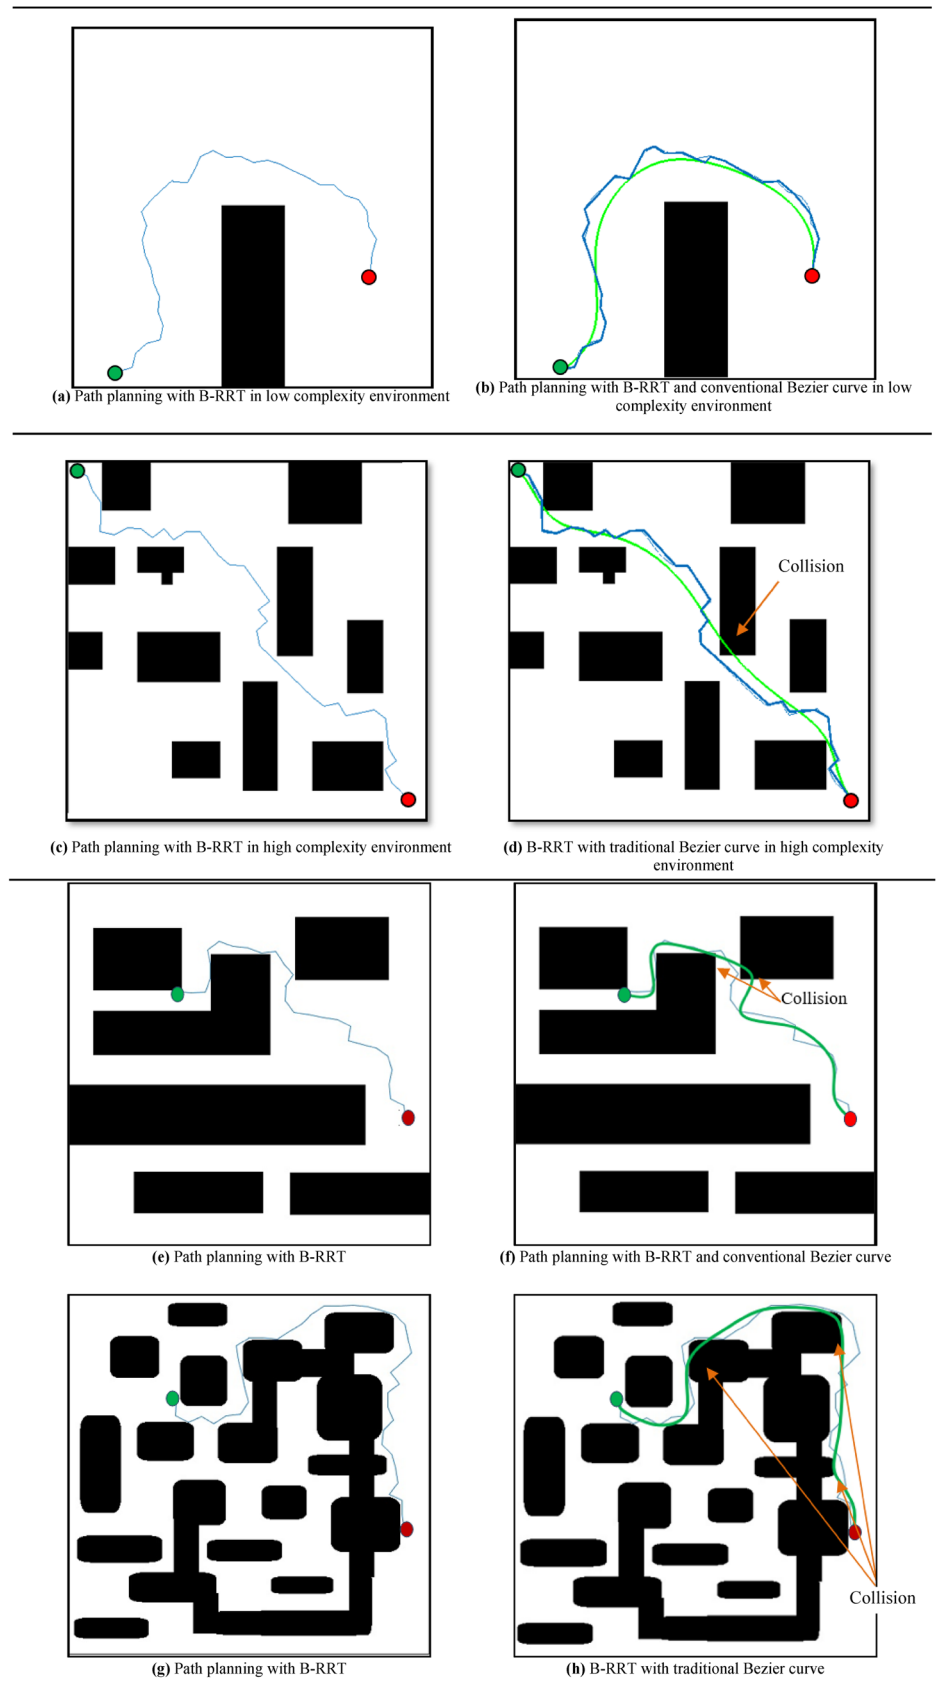 (a) Path planning with B-RRT in low complexity environment
(b) Path planning with B-RRT and conventional Bezier curve in low
complexity environment
Collision
(c) Path planning with B-RRT in high complexity environment
(d) B-RRT with traditional Bezier curve in high complexity
environment
Collision
(e) Path planning with B-RRT
(f) Path planning with B-RRT and conventional Bezier curve
Collision
(g) Path planning with B-RRT
(h) B-RRT with traditional Bezier curve